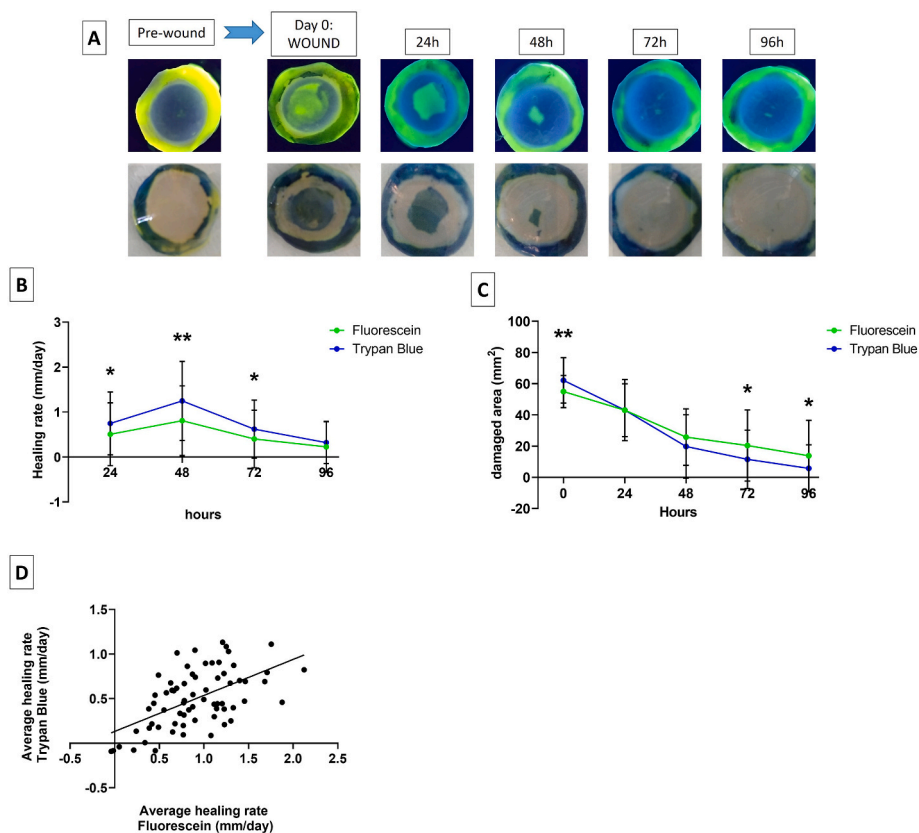 A
Pre-wound
Day 0:
WOUND
24h
48h
72h
96h
B
Healing rate (mm/day)
3
2
1
0
-1
*
**
*
24
48
72
96
hours
Fluorescein
Trypan Blue
C
damaged area (mm²)
100
80
60
40
20
0
-20
**
*
*
0
24
48
72
96
Hours
Fluorescein
Trypan Blue
D
Average healing rate
Trypan Blue (mm/day)
1.5
1.0
0.5
0.0
-0.5
-0.5
0.5
1.0
1.5
2.0
2.5
Average healing rate
Fluorescein (mm/day)